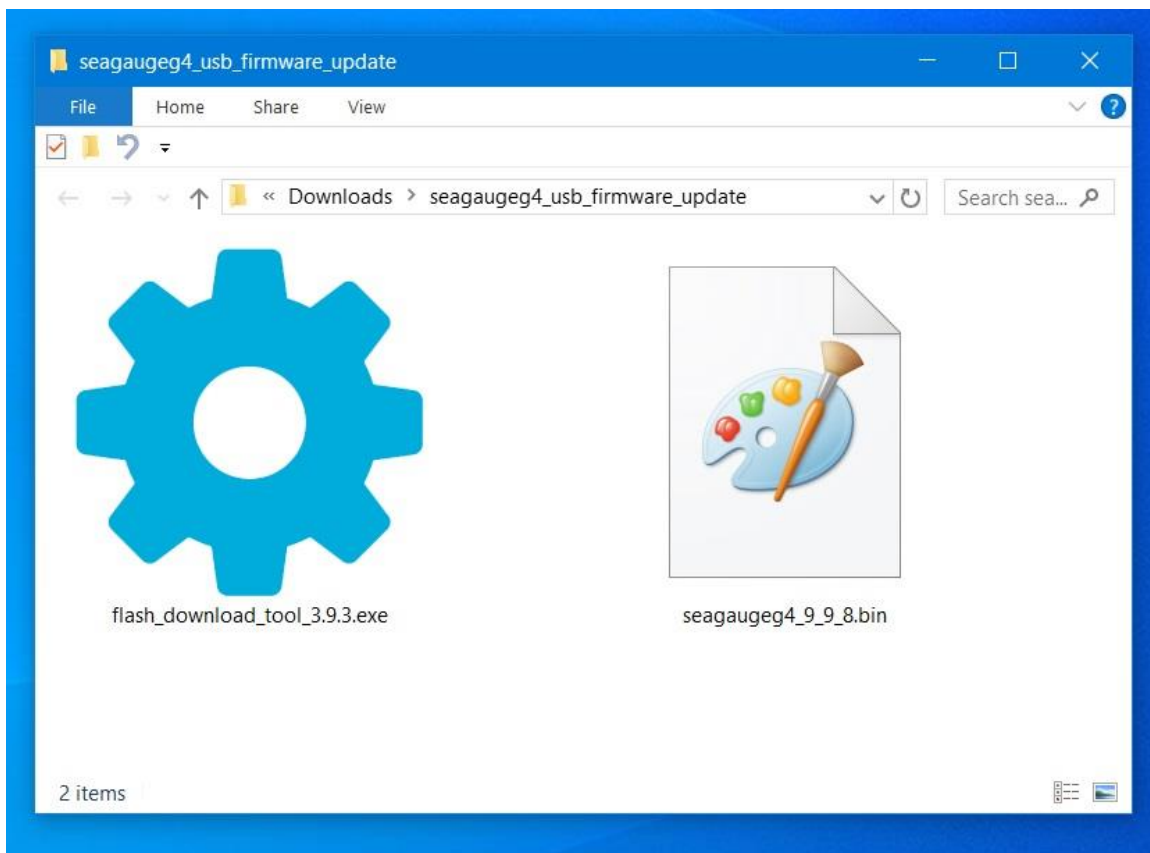 seagaugeg4_usb_firmware_update
File Home Share View
?
« Downloads > seagaugeg4_usb_firmware_update
Search sea...
flash_download_tool_3.9.3.exe
seagaugeg4_9_9_8.bin
2 items